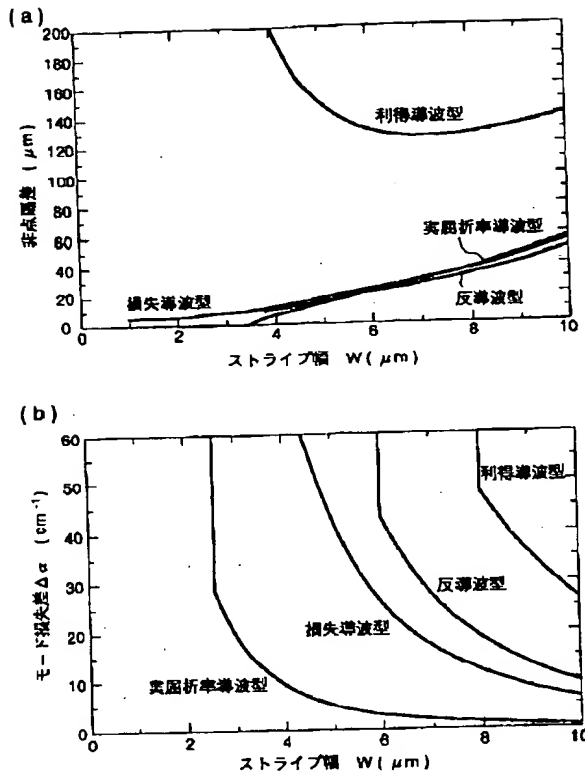 (a)
200
180
160
140
120
100
80
60
40
20
0
非点隔差 (μm)
利得導波型
実屈折率導波型
損失導波型
反導波型
0 2 4 6 8 10
ストライプ幅 W(μm)
(b)
60
50
40
30
20
10
0
モード損失差Δα (cm⁻¹)
利得導波型
反導波型
損失導波型
実屈折率導波型
0 2 4 6 8 10
ストライプ幅 W(μm)